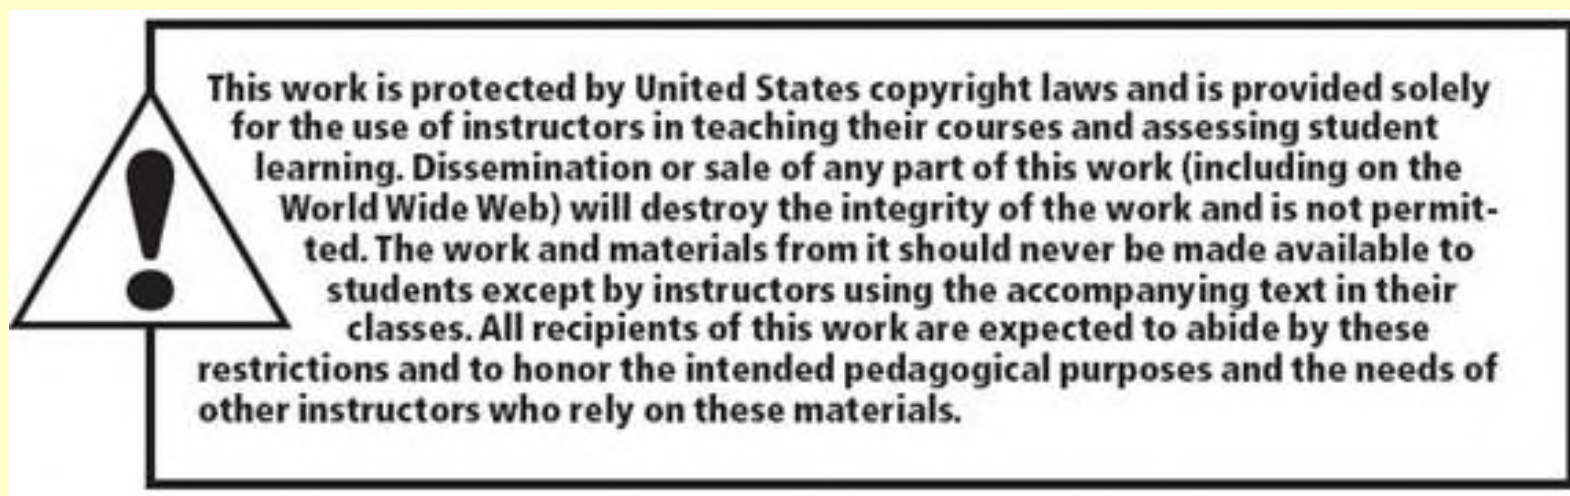 This work is protected by United States copyright laws and is provided solely
for the use of instructors in teaching their courses and assessing student
learning. Dissemination or sale of any part of this work (including on the
World Wide Web) will destroy the integrity of the work and is not permit-
ted. The work and materials from it should never be made available to
students except by instructors using the accompanying text in their
classes. All recipients of this work are expected to abide by these
restrictions and to honor the intended pedagogical purposes and the needs of
other instructors who rely on these materials.